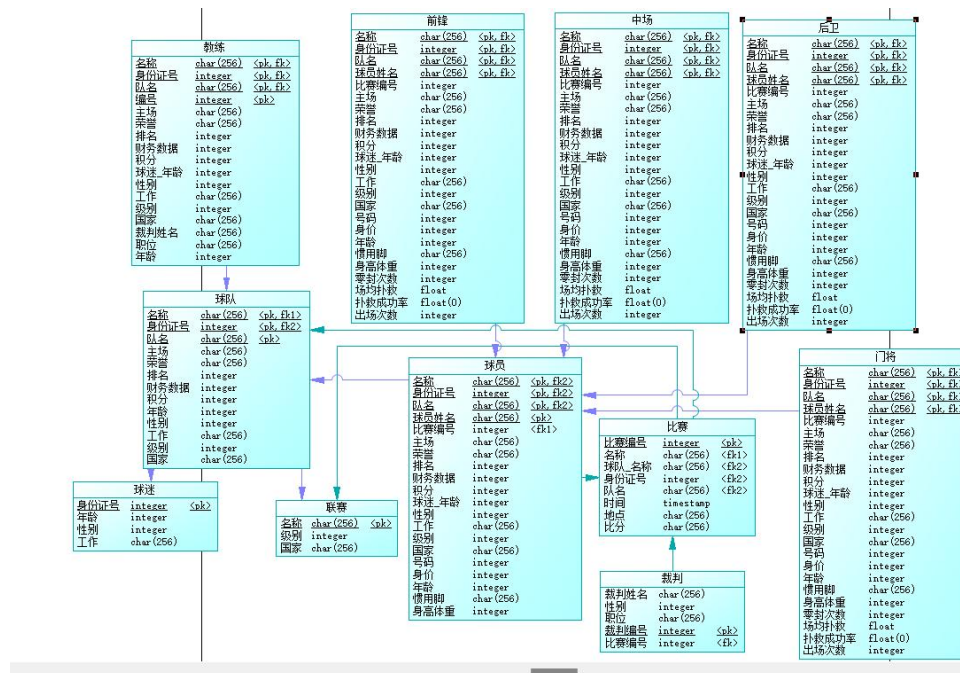 教练
名称 char(256) <pk,fk>
身份证号 integer <pk,fk>
队名 char(256) <pk,fk>
编号 integer <pk>
主场 char(256)
荣誉 char(256)
排名 integer
财务数据 integer
积分 integer
球迷_年龄 integer
性别 integer
工作 char(256)
级别 integer
国家 char(256)
裁判姓名 char(256)
职位 char(256)
年龄 integer
前锋
名称 char(256) <pk,fk>
身份证号 integer <pk,fk>
队名 char(256) <pk,fk>
球员姓名 char(256) <pk,fk>
比赛编号 integer
主场 char(256)
荣誉 char(256)
排名 integer
财务数据 integer
积分 integer
球迷_年龄 integer
性别 integer
工作 char(256)
级别 integer
国家 char(256)
号码 integer
身价 integer
年龄 integer
惯用脚 char(256)
身高体重 integer
零封次数 integer
场均扑救 float
扑救成功率 float(0)
出场次数 integer
中场
名称 char(256) <pk,fk>
身份证号 integer <pk,fk>
队名 char(256) <pk,fk>
球员姓名 char(256) <pk,fk>
比赛编号 integer
主场 char(256)
荣誉 char(256)
排名 integer
财务数据 integer
积分 integer
球迷_年龄 integer
性别 integer
工作 char(256)
级别 integer
国家 char(256)
号码 integer
身价 integer
年龄 integer
惯用脚 char(256)
身高体重 integer
零封次数 integer
场均扑救 float
扑救成功率 float(0)
出场次数 integer
后卫
名称 char(256) <pk,fk>
身份证号 integer <pk,fk>
队名 char(256) <pk,fk>
球员姓名 char(256) <pk,fk>
比赛编号 integer
主场 char(256)
荣誉 char(256)
排名 integer
财务数据 integer
积分 integer
球迷_年龄 integer
性别 integer
工作 char(256)
级别 integer
国家 char(256)
号码 integer
身价 integer
年龄 integer
惯用脚 char(256)
身高体重 integer
零封次数 integer
场均扑救 float
扑救成功率 float(0)
出场次数 integer
球队
名称 char(256) <pk,fk1>
身份证号 integer <pk,fk2>
队名 char(256) <pk>
主场 char(256)
荣誉 char(256)
排名 integer
财务数据 integer
积分 integer
年龄 integer
性别 integer
工作 char(256)
级别 integer
国家 char(256)
球员
名称 char(256) <pk,fk2>
身份证号 integer <pk,fk2>
队名 char(256) <pk,fk2>
球员姓名 char(256) <pk>
比赛编号 integer <fk1>
主场 char(256)
荣誉 char(256)
排名 integer
财务数据 integer
积分 integer
球迷_年龄 integer
性别 integer
工作 char(256)
级别 integer
国家 char(256)
号码 integer
身价 integer
年龄 integer
惯用脚 char(256)
身高体重 integer
门将
名称 char(256) <pk,fk
身份证号 integer <pk,fk
队名 char(256) <pk,fk
球员姓名 char(256) <pk,fk
比赛编号 integer
主场 char(256)
荣誉 char(256)
排名 integer
财务数据 integer
积分 integer
球迷_年龄 integer
性别 integer
工作 char(256)
级别 integer
国家 char(256)
号码 integer
身价 integer
年龄 integer
惯用脚 char(256)
身高体重 integer
零封次数 integer
场均扑救 float
扑救成功率 float(0)
出场次数 integer
比赛
比赛编号 integer <pk>
名称 char(256) <fk1>
球队_名称 char(256) <fk2>
身份证号 integer <fk2>
队名 char(256) <fk2>
时间 timestamp
地点 char(256)
比分 char(256)
球迷
身份证号 integer <pk>
年龄 integer
性别 integer
工作 char(256)
联赛
名称 char(256) <pk>
级别 integer
国家 char(256)
裁判
裁判姓名 char(256)
性别 integer
职位 char(256)
裁判编号 integer <pk>
比赛编号 integer <fk>